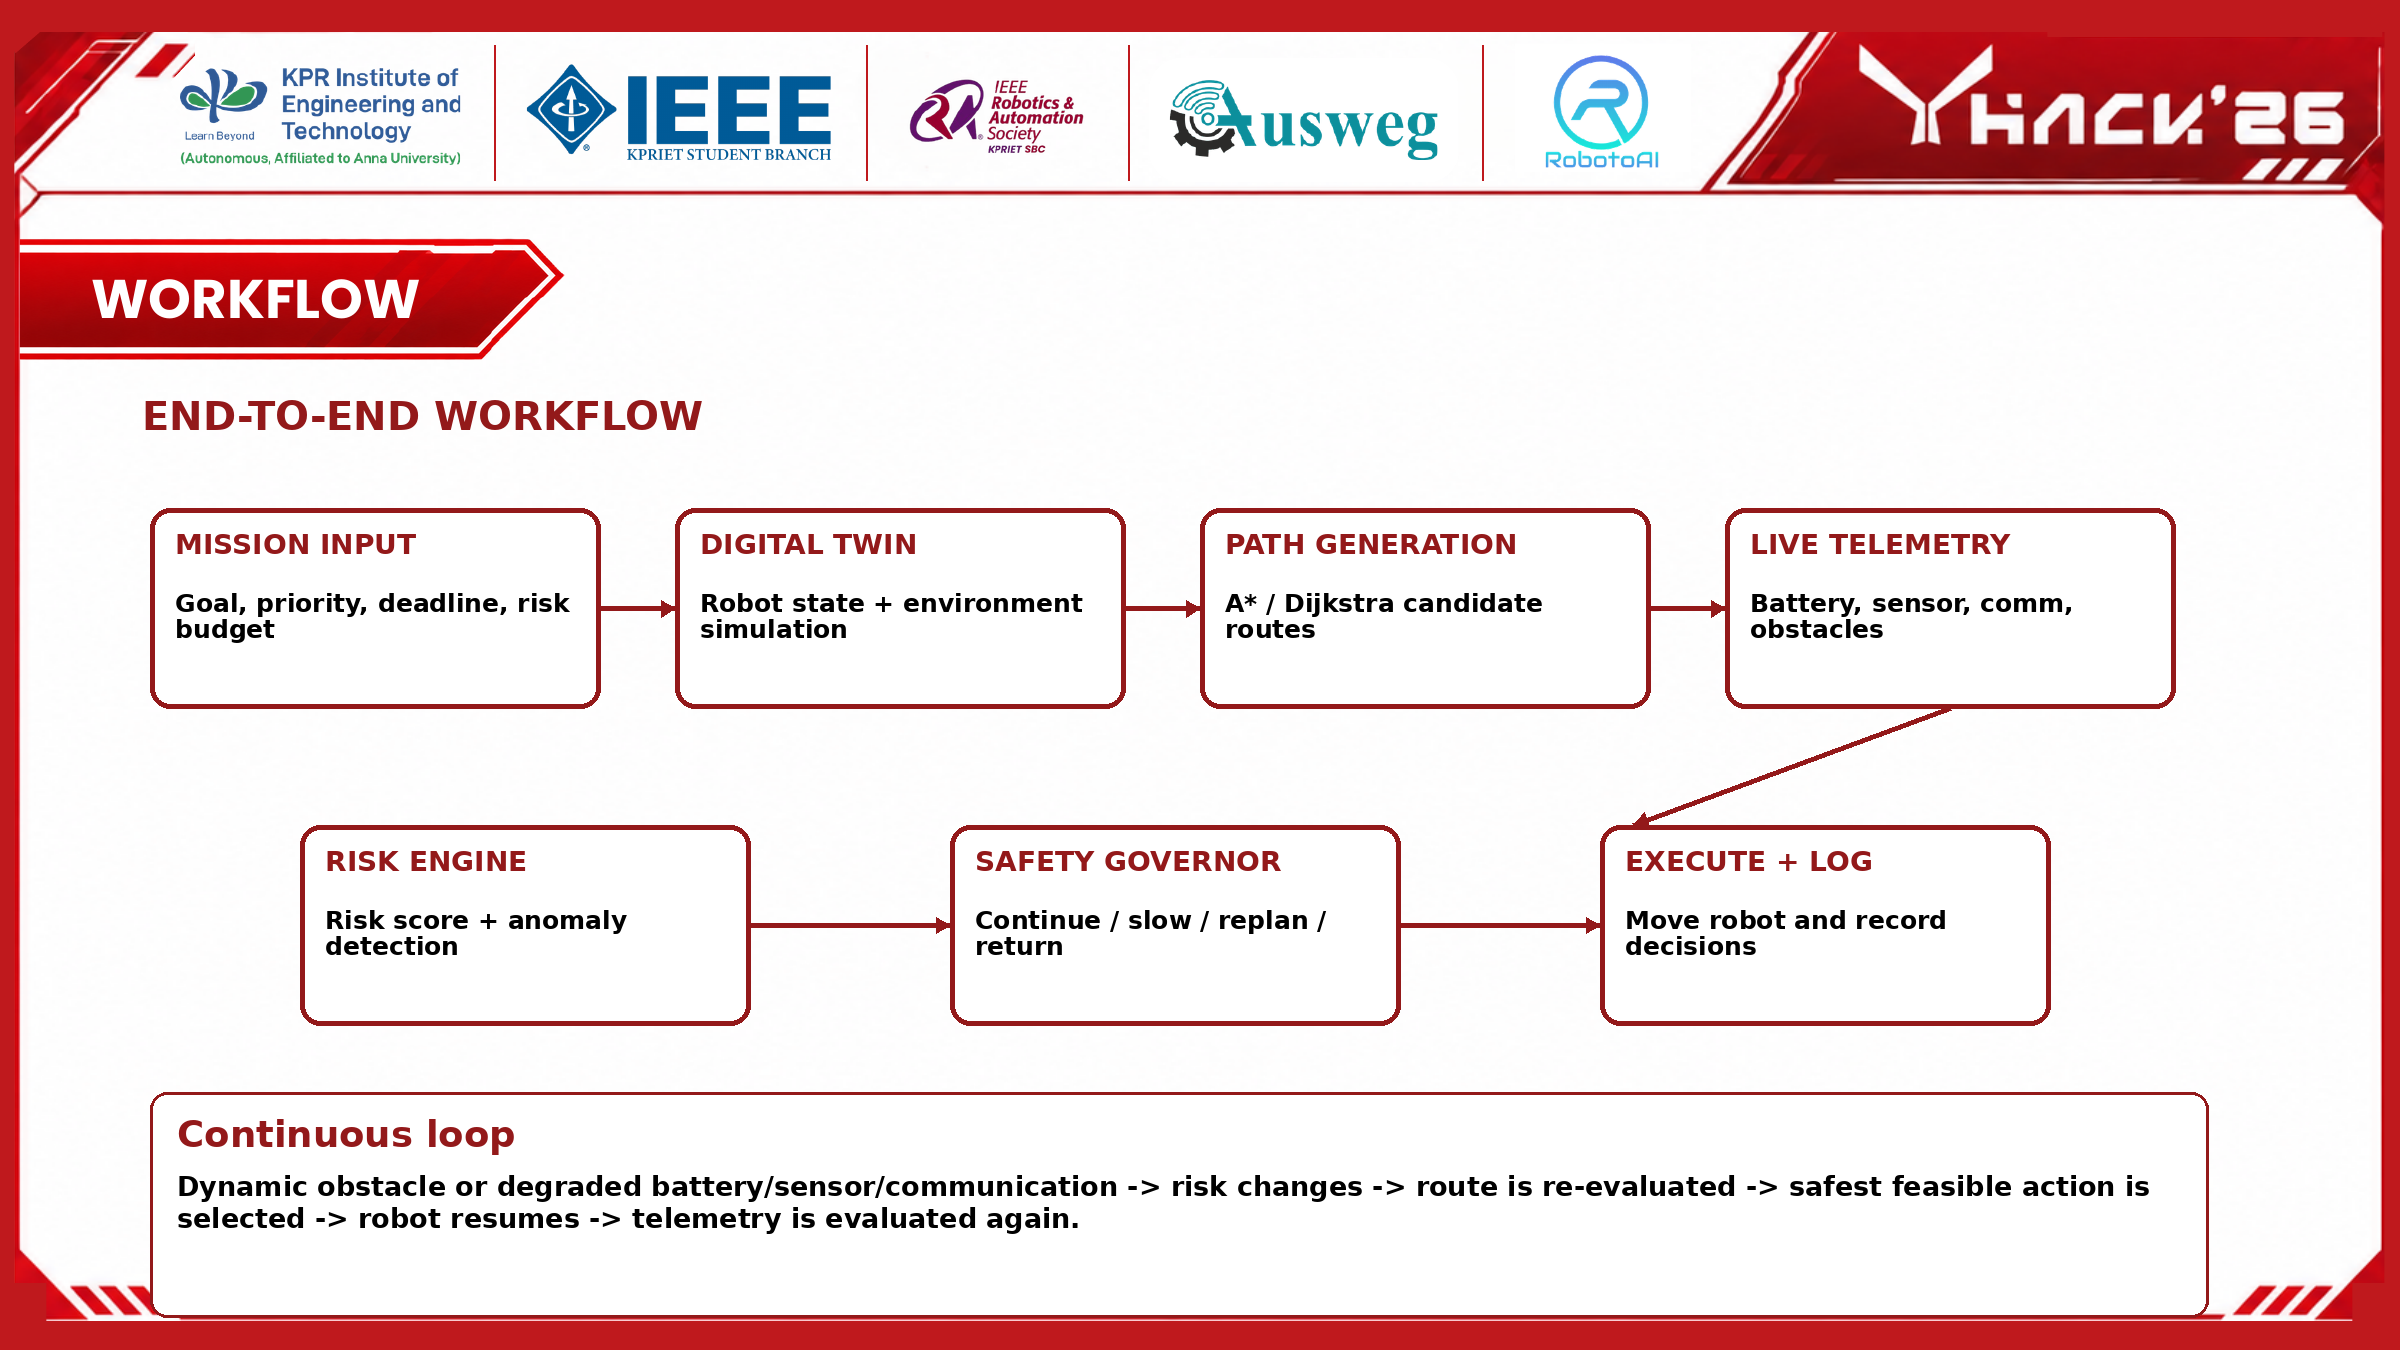 KPR Institute of
Engineering and
Technology
Learn Beyond
(Autonomous, Affiliated to Anna University)
IEEE
®
KPRIET STUDENT BRANCH
RA
IEEE
Robotics &
Automation
Society
KPRIET SBC
Ausweg
R
RobotoAI
YHACK'26
WORKFLOW
END-TO-END WORKFLOW
MISSION INPUT
Goal, priority, deadline, risk
budget
DIGITAL TWIN
Robot state + environment
simulation
PATH GENERATION
A* / Dijkstra candidate
routes
LIVE TELEMETRY
Battery, sensor, comm,
obstacles
RISK ENGINE
Risk score + anomaly
detection
SAFETY GOVERNOR
Continue / slow / replan /
return
EXECUTE + LOG
Move robot and record
decisions
Continuous loop
Dynamic obstacle or degraded battery/sensor/communication -> risk changes -> route is re-evaluated -> safest feasible action is
selected -> robot resumes -> telemetry is evaluated again.